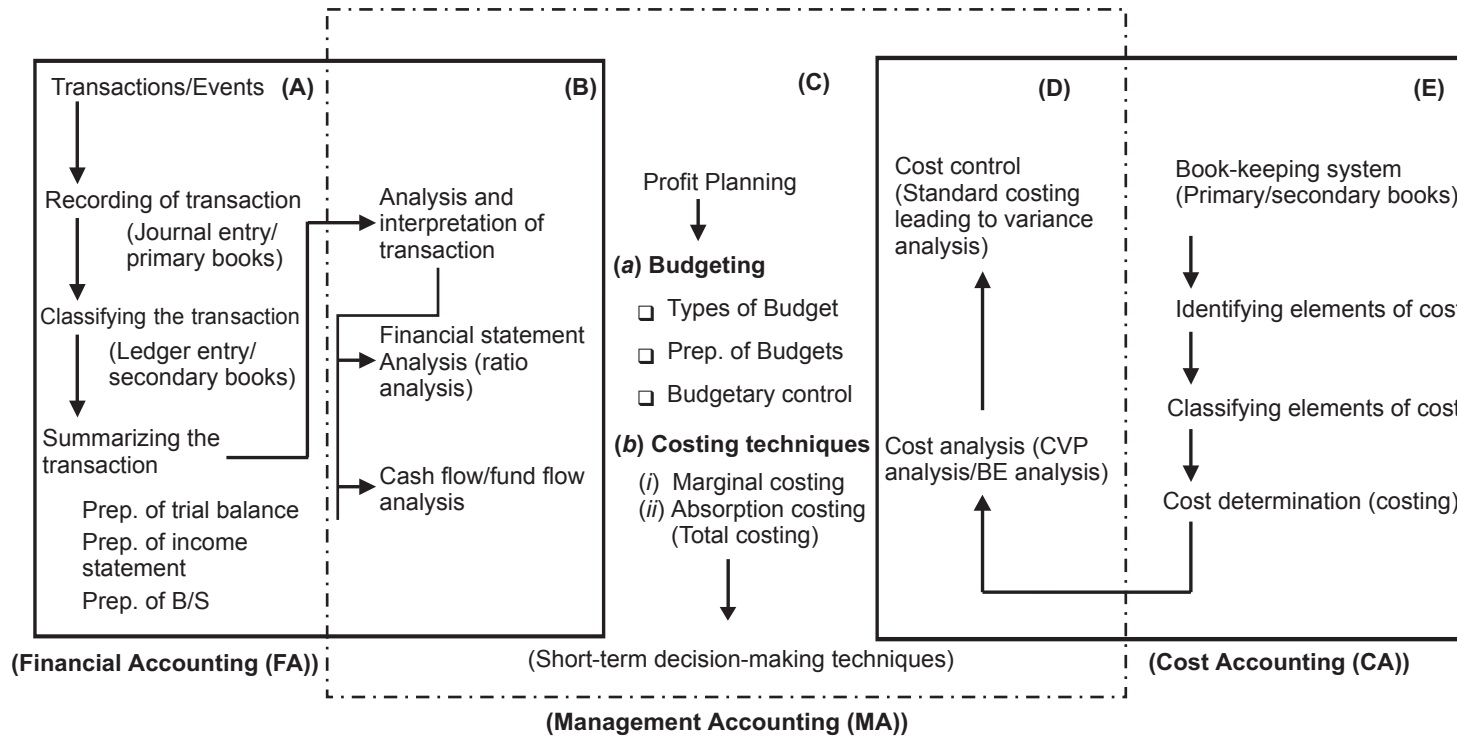 Transactions/Events (A)
Recording of transaction
(Journal entry/
primary books)
Classifying the transaction
(Ledger entry/
secondary books)
Summarizing the
transaction
Prep. of trial balance
Prep. of income
statement
Prep. of B/S
(Financial Accounting (FA))
(B)
Analysis and
interpretation of
transaction
Financial statement
Analysis (ratio
analysis)
Cash flow/fund flow
analysis
(C)
Profit Planning
(a) Budgeting
❑ Types of Budget
❑ Prep. of Budgets
❑ Budgetary control
(b) Costing techniques
(i) Marginal costing
(ii) Absorption costing
(Total costing)
(Short-term decision-making techniques)
(Management Accounting (MA))
(D)
Cost control
(Standard costing
leading to variance
analysis)
Cost analysis (CVP
analysis/BE analysis)
(E)
Book-keeping system
(Primary/secondary books)
Identifying elements of cost
Classifying elements of cost
Cost determination (costing)
(Cost Accounting (CA))